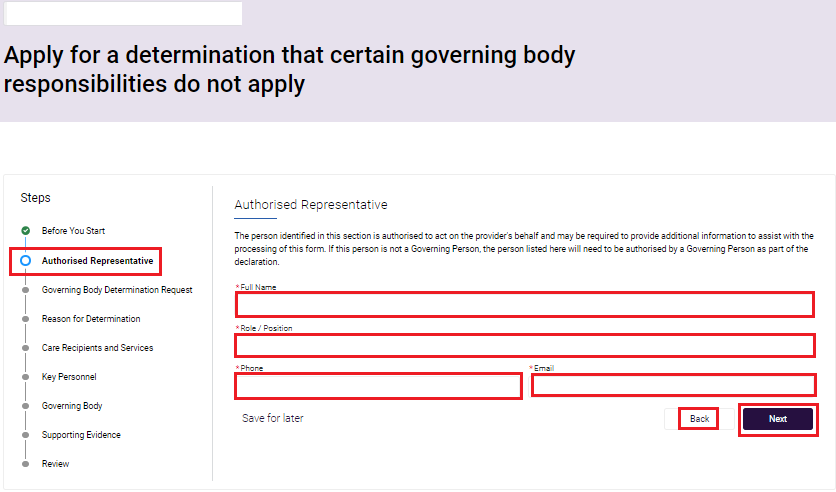 Apply for a determination that certain governing body
responsibilities do not apply
Steps
Before You Start
Authorised Representative
Governing Body Determination Request
Reason for Determination
Care Recipients and Services
Key Personnel
Governing Body
Supporting Evidence
Review
Authorised Representative
The person identified in this section is authorised to act on the provider's behalf and may be required to provide additional information to assist with the
processing of this form. If this person is not a Governing Person, the person listed here will need to be authorised by a Governing Person as part of the
declaration.
*Full Name
*Role / Position
*Phone
*Email
Save for later
Back
Next